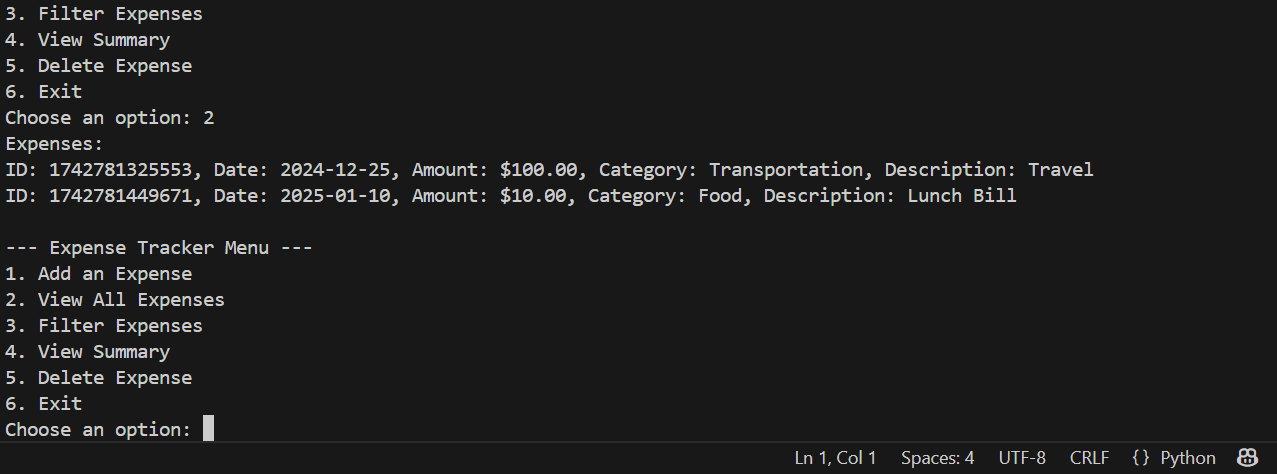 3. Filter Expenses
4. View Summary
5. Delete Expense
6. Exit
Choose an option: 2
Expenses:
ID: 1742781325553, Date: 2024-12-25, Amount: $100.00, Category: Transportation, Description: Travel
ID: 1742781449671, Date: 2025-01-10, Amount: $10.00, Category: Food, Description: Lunch Bill

--- Expense Tracker Menu ---
1. Add an Expense
2. View All Expenses
3. Filter Expenses
4. View Summary
5. Delete Expense
6. Exit
Choose an option:
Ln 1, Col 1 Spaces: 4 UTF-8 CRLF {} Python